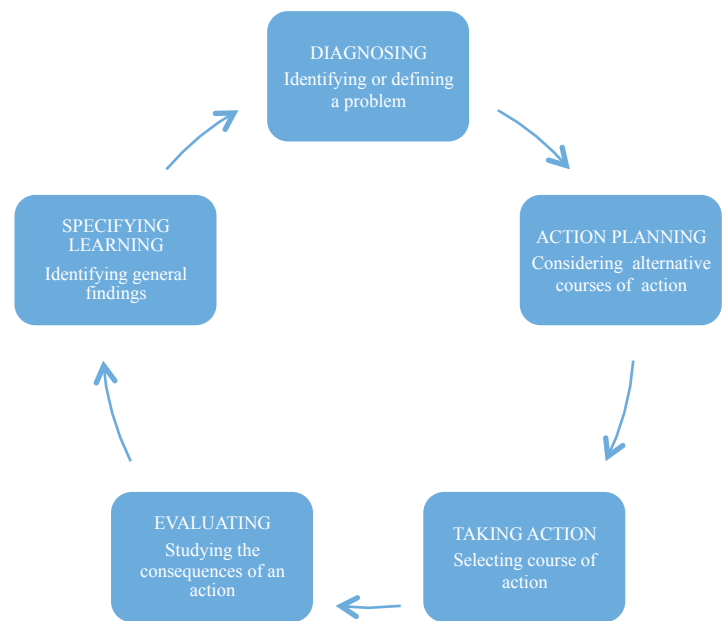 DIAGNOSING
Identifying or defining
a problem
ACTION PLANNING
Considering alternative
courses of action
TAKING ACTION
Selecting course of
action
EVALUATING
Studying the
consequences of an
action
SPECIFYING
LEARNING
Identifying general
findings